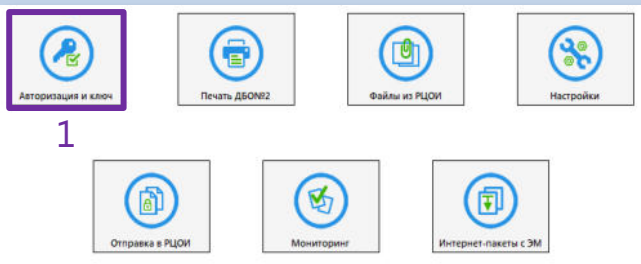 Авторизация и ключ
Печать ДБО№2
Файлы из РЦОИ
Настройки
1
Отправка в РЦОИ
Мониторинг
Интернет-пакеты с ЭМ